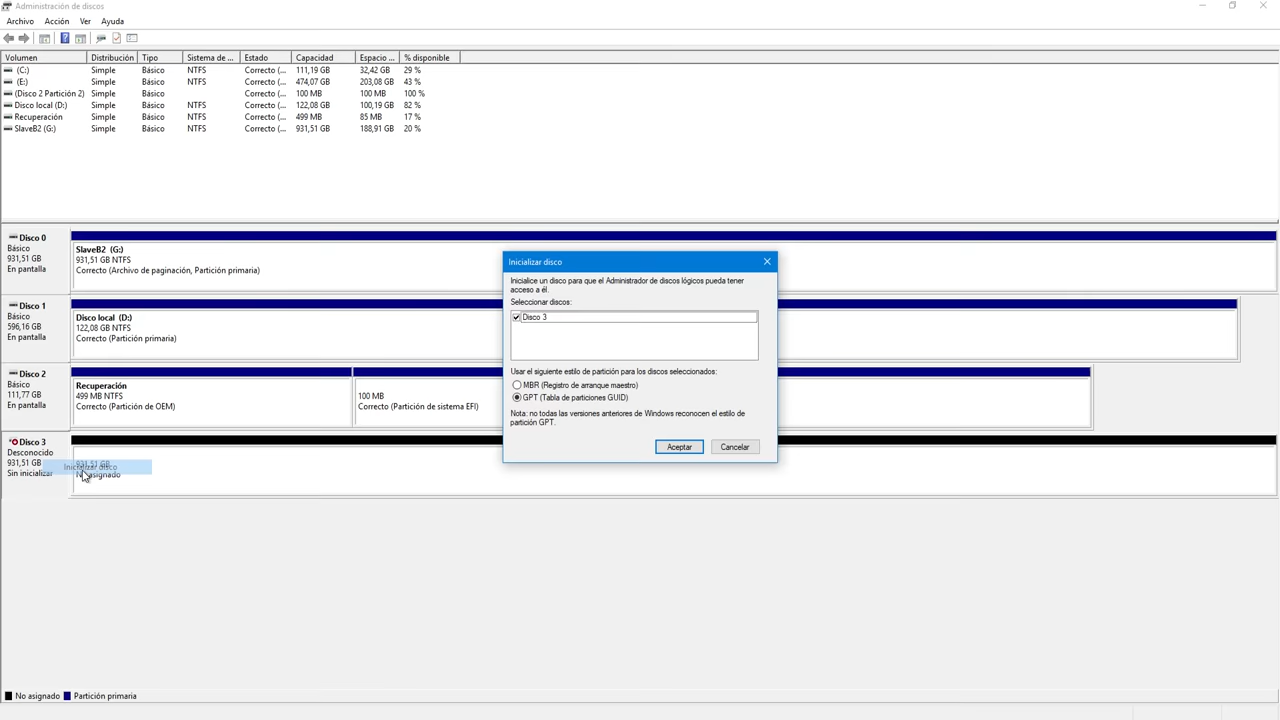 Administración de discos
Archivo Acción Ver Ayuda
Volumen Distribución Tipo Sistema de ... Estado Capacidad Espacio ... % disponible
(C:) Simple Básico NTFS Correcto (... 111,19 GB 32,42 GB 29 %
(E:) Simple Básico NTFS Correcto (... 474,07 GB 203,08 GB 43 %
(Disco 2 Partición 2) Simple Básico Correcto (... 100 MB 100 MB 100 %
Disco local (D:) Simple Básico NTFS Correcto (... 122,08 GB 100,19 GB 82 %
Recuperación Simple Básico NTFS Correcto (... 499 MB 85 MB 17 %
SlaveB2 (G:) Simple Básico NTFS Correcto (... 931,51 GB 188,91 GB 20 %
Disco 0
Básico
931,51 GB
En pantalla
SlaveB2 (G:)
931,51 GB NTFS
Correcto (Archivo de paginación, Partición primaria)
Disco 1
Básico
596,16 GB
En pantalla
Disco local (D:)
122,08 GB NTFS
Correcto (Partición primaria)
Disco 2
Básico
111,77 GB
En pantalla
Recuperación
499 MB NTFS
Correcto (Partición de OEM)
100 MB
Correcto (Partición de sistema EFI)
Disco 3
Desconocido
931,51 GB
Sin inicializar
931,51 GB
No asignado
Inicializar disco
Inicializar disco
Inicialice un disco para que el Administrador de discos lógicos pueda tener
acceso a él.
Seleccionar discos:
Disco 3
Usar el siguiente estilo de partición para los discos seleccionados:
MBR (Registro de arranque maestro)
GPT (Tabla de particiones GUID)
Nota: no todas las versiones anteriores de Windows reconocen el estilo de
partición GPT.
Aceptar Cancelar
No asignado Partición primaria